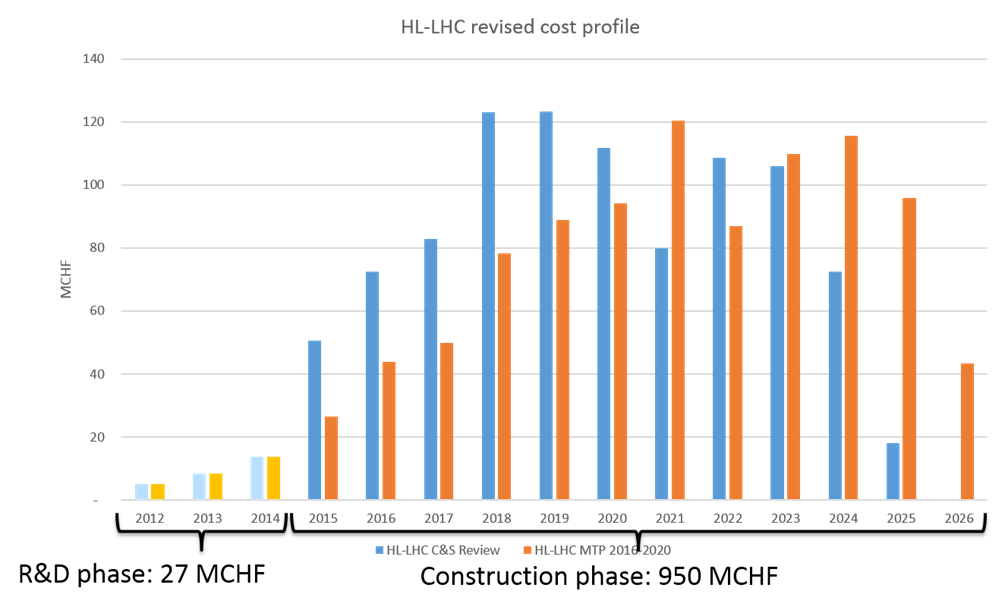 HL-LHC revised cost profile
140
120
100
80
60
40
20
-
MCHF
2012 2013 2014 2015 2016 2017 2018 2019 2020 2021 2022 2023 2024 2025 2026
HL-LHC C&S Review HL-LHC MTP 2016-2020
R&D phase: 27 MCHF
Construction phase: 950 MCHF